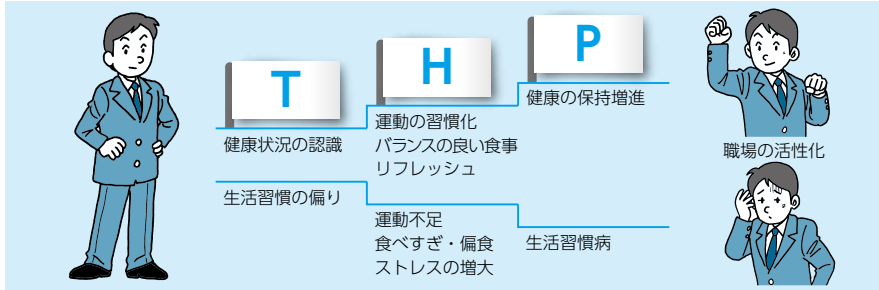 T
H
P
健康状況の認識
運動の習慣化
バランスの良い食事
リフレッシュ
健康の保持増進
職場の活性化
生活習慣の偏り
運動不足
食べすぎ・偏食
ストレスの増大
生活習慣病